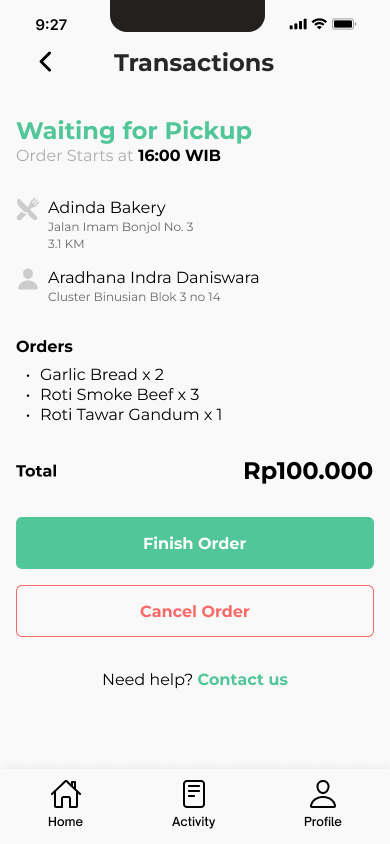 9:27
Transactions
Waiting for Pickup
Order Starts at 16:00 WIB
Adinda Bakery
Jalan Imam Bonjol No. 3
3.1 KM
Aradhana Indra Daniswara
Cluster Binusian Blok 3 no 14
Orders
• Garlic Bread x 2
• Roti Smoke Beef x 3
• Roti Tawar Gandum x 1
Total Rp100.000
Finish Order
Cancel Order
Need help? Contact us
Home Activity Profile